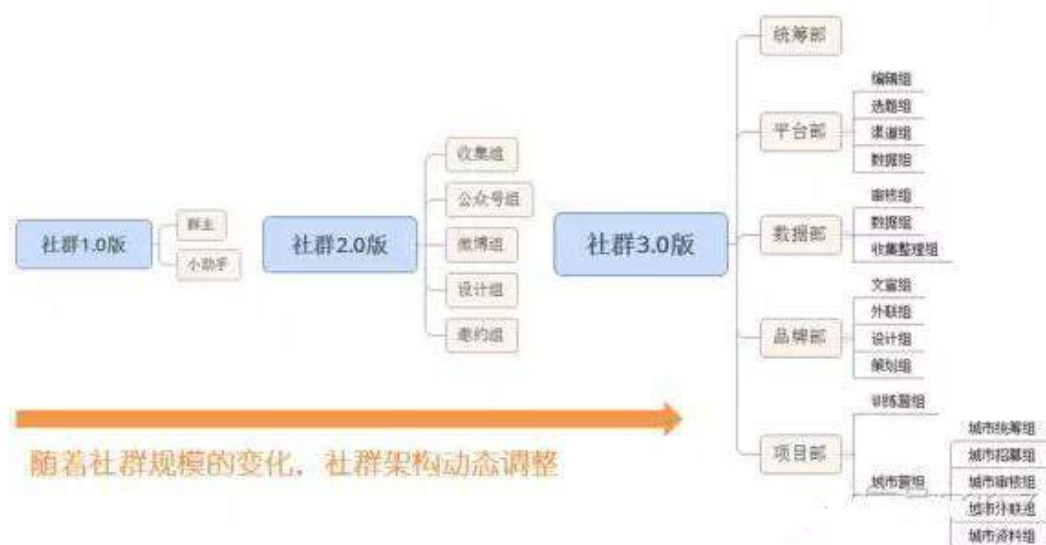 社群1.0版
群主
小助手
社群2.0版
收集组
公众号组
微博组
设计组
邀约组
社群3.0版
统筹部
平台部
编辑组
选题组
渠道组
数据组
数据部
审核组
数据组
收集整理组
品牌部
文宣组
外联组
设计组
策划组
项目部
训练营组
城市营组
城市统筹组
城市招募组
城市审核组
城市外联组
城市资料组
随着社群规模的变化，社群架构动态调整